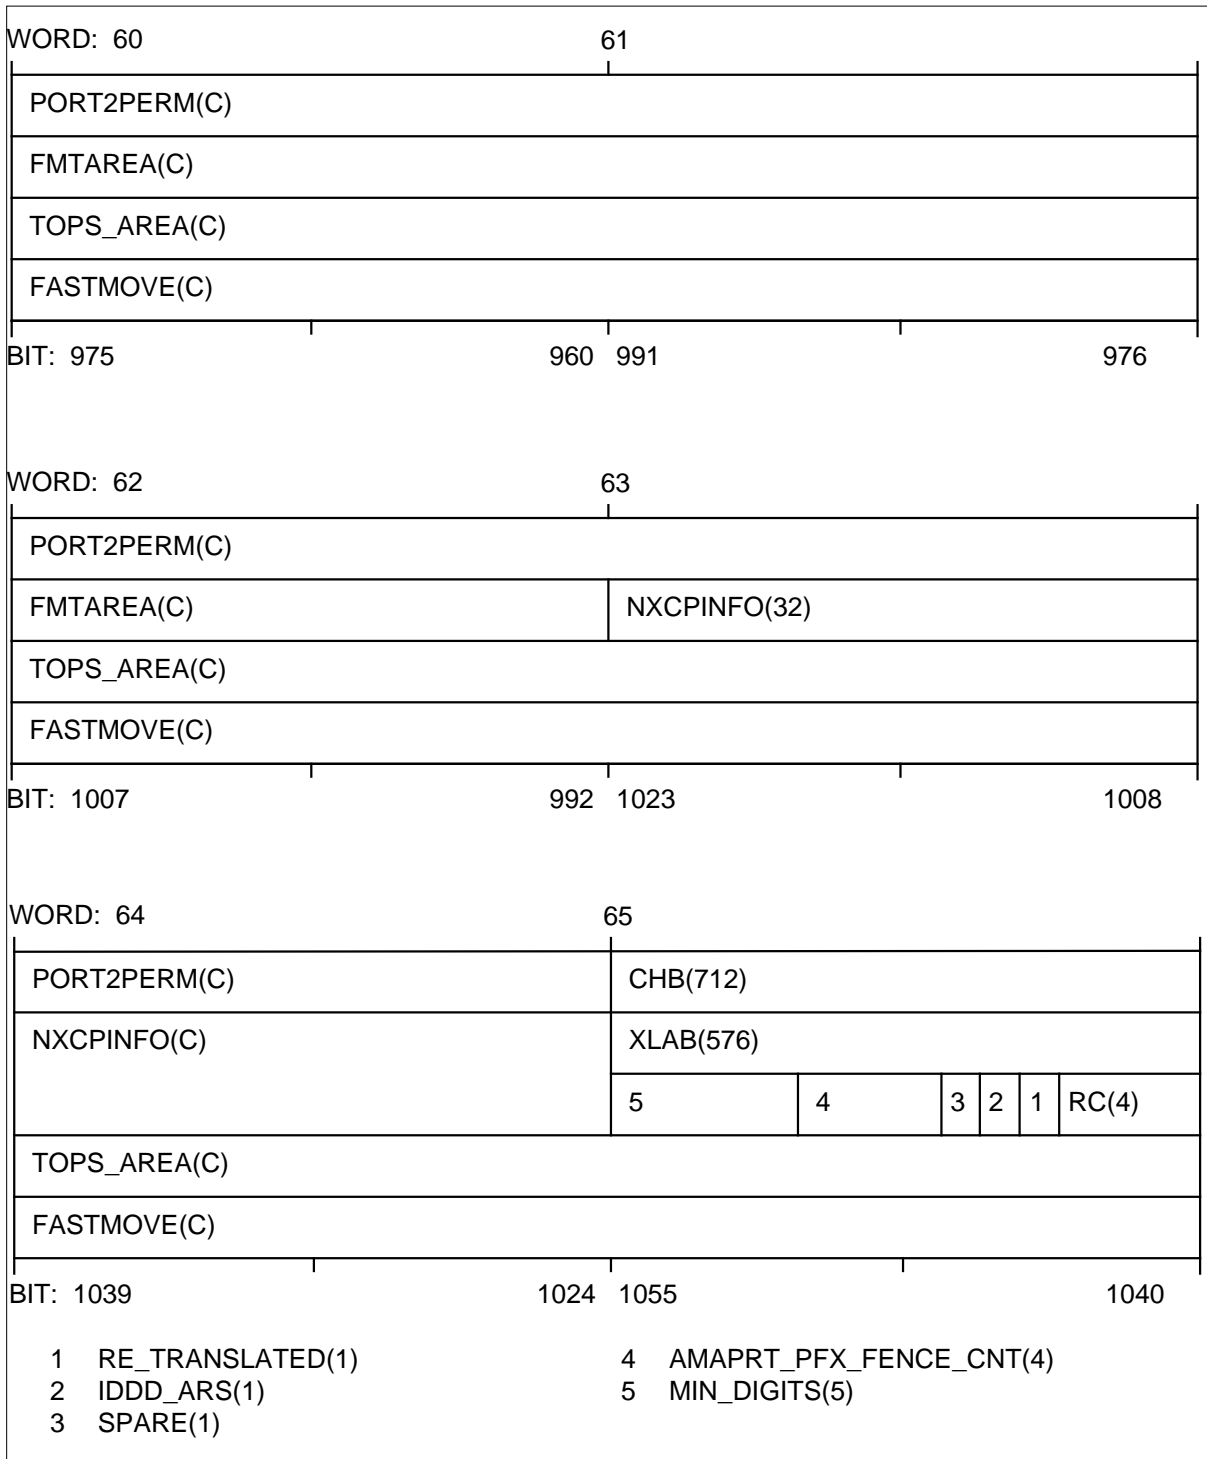 WORD: 60 61
PORT2PERM(C)
FMTAREA(C)
TOPS_AREA(C)
FASTMOVE(C)
BIT: 975 960 991 976
WORD: 62 63
PORT2PERM(C)
FMTAREA(C) NXCPINFO(32)
TOPS_AREA(C)
FASTMOVE(C)
BIT: 1007 992 1023 1008
WORD: 64 65
PORT2PERM(C) CHB(712)
NXCPINFO(C) XLAB(576)
5 4 3 2 1 RC(4)
TOPS_AREA(C)
FASTMOVE(C)
BIT: 1039 1024 1055 1040
1 RE_TRANSLATED(1) 4 AMAPRT_PFX_FENCE_CNT(4)
2 IDDD_ARS(1) 5 MIN_DIGITS(5)
3 SPARE(1)